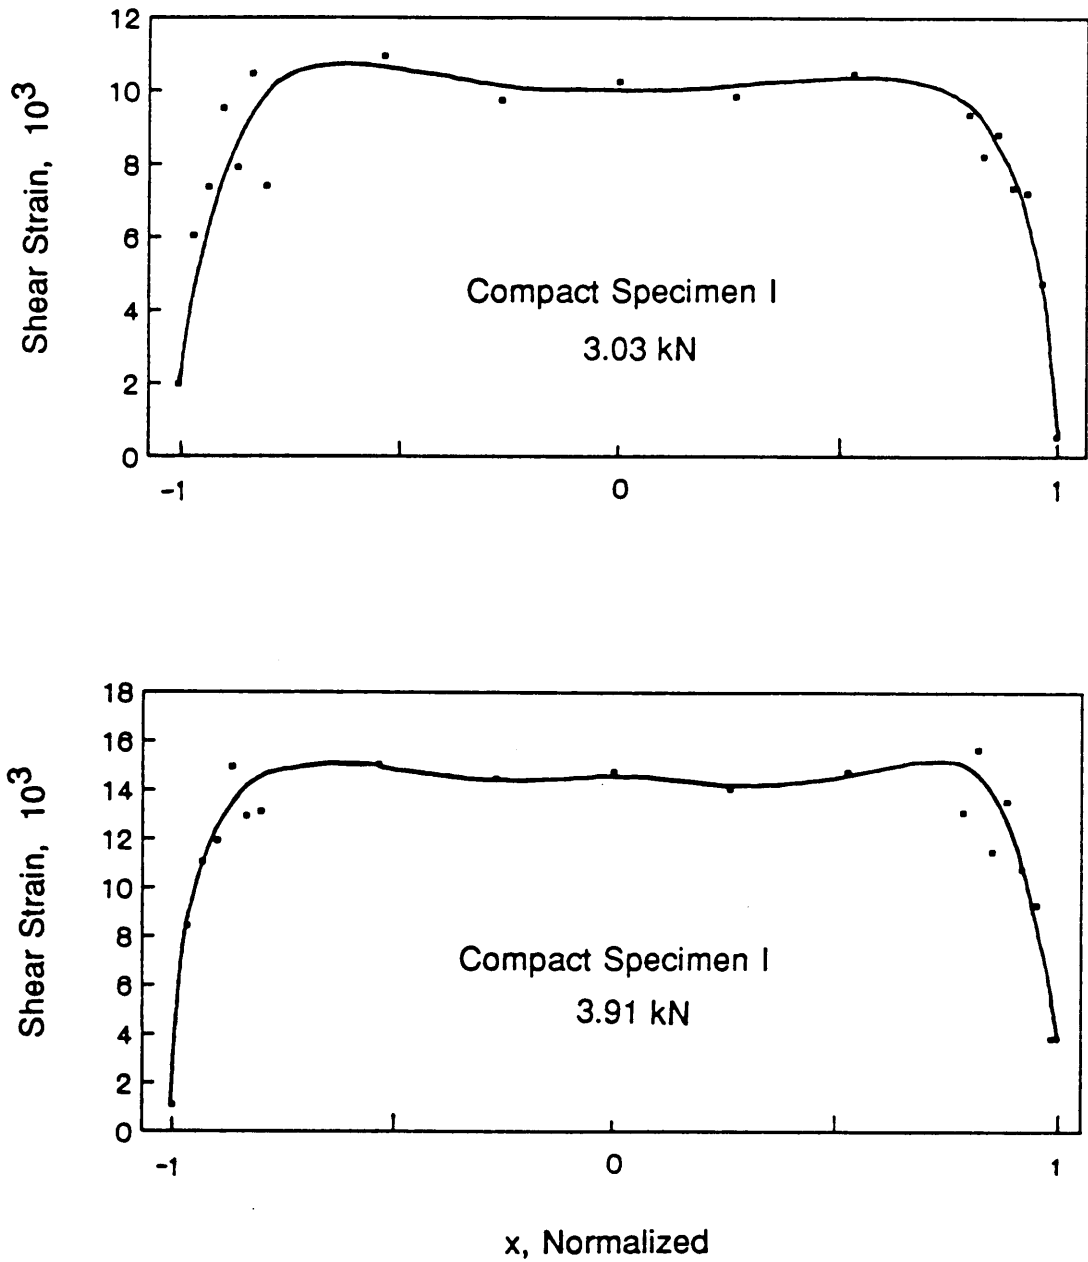 12
10
8
6
4
2
0
Shear Strain, 10³
Compact Specimen I
3.03 kN
-1 0 1
18
16
14
12
10
8
6
4
2
0
Shear Strain, 10³
Compact Specimen I
3.91 kN
-1 0 1
x, Normalized